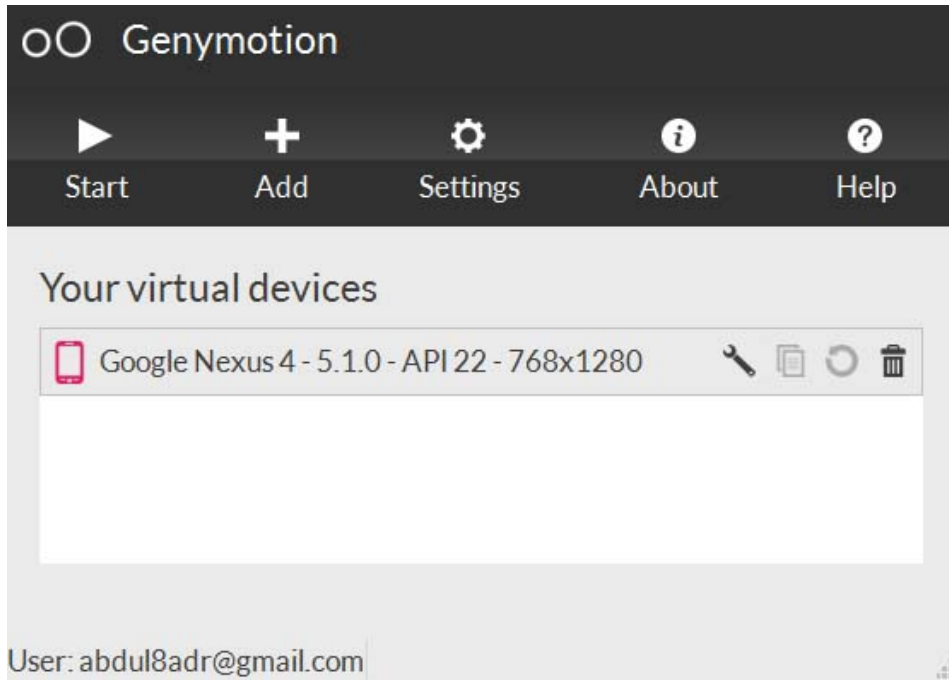 Genymotion
Start Add Settings About Help
Your virtual devices
Google Nexus 4 - 5.1.0 - API 22 - 768x1280
User: abdul8adr@gmail.com